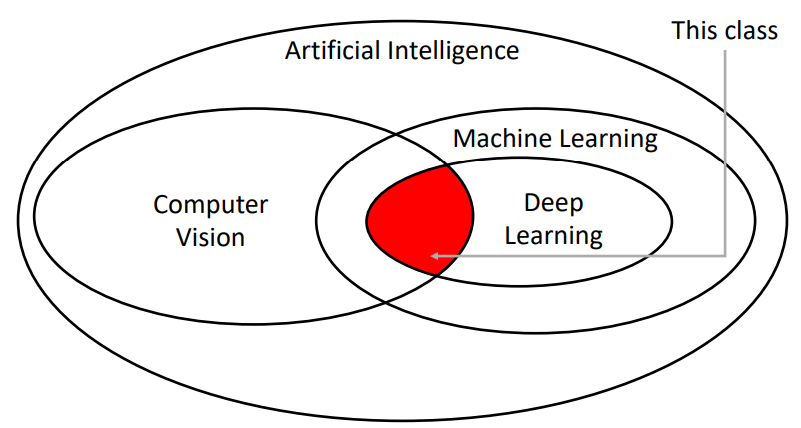 This class
Artificial Intelligence
Machine Learning
Computer
Vision
Deep
Learning